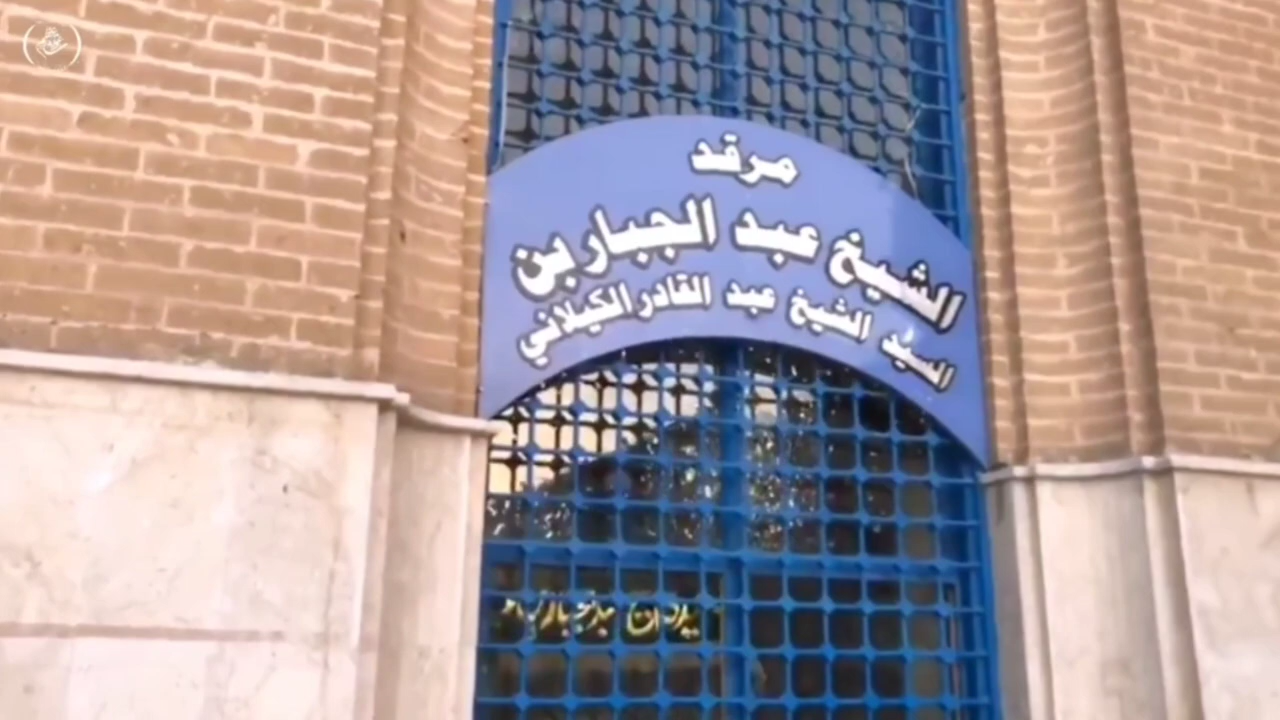 مرقد
الشيخ عبد الجبار بن
السيد الشيخ عبد القادر الكيلاني